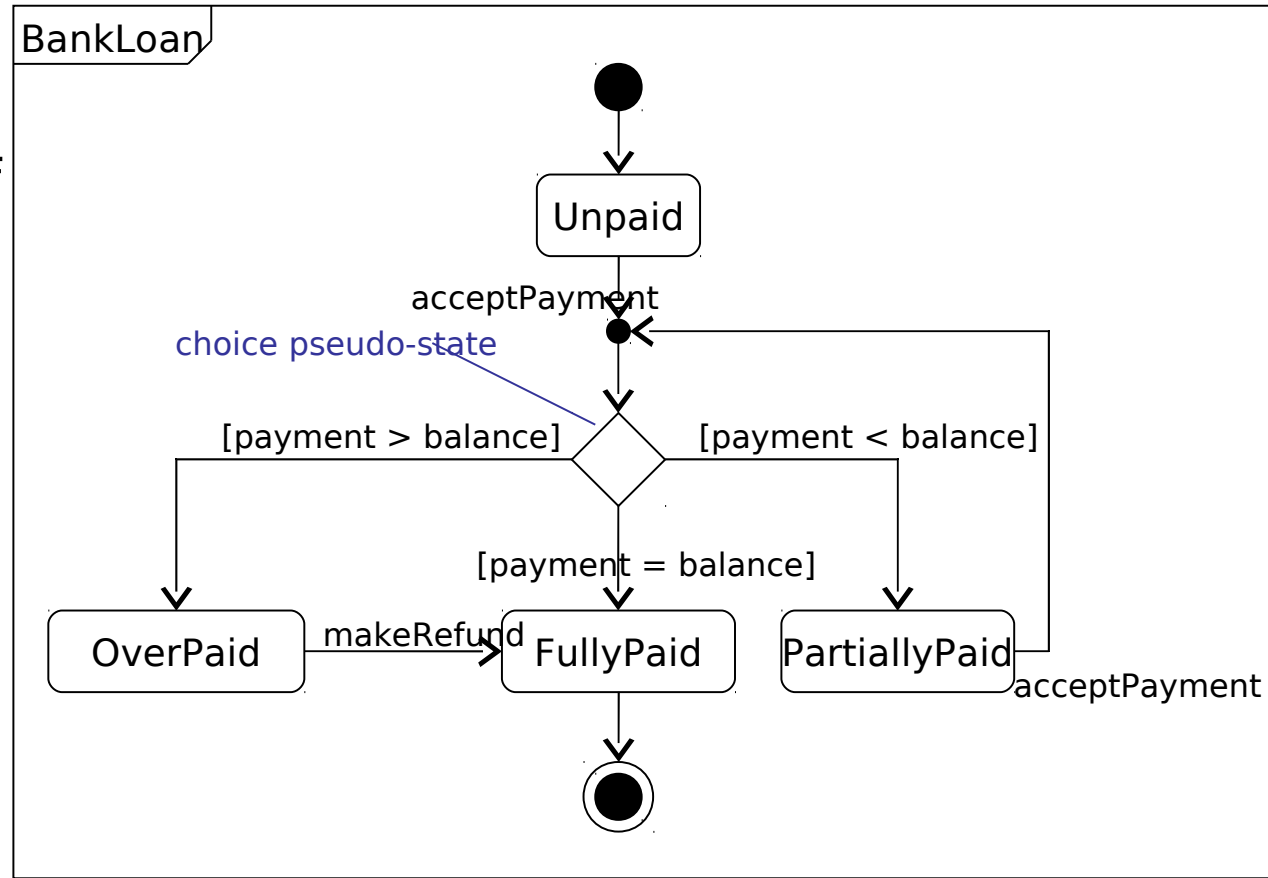 BankLoan
Unpaid
acceptPayment
choice pseudo-state
[payment > balance]
[payment < balance]
[payment = balance]
OverPaid
makeRefund
FullyPaid
PartiallyPaid
acceptPayment